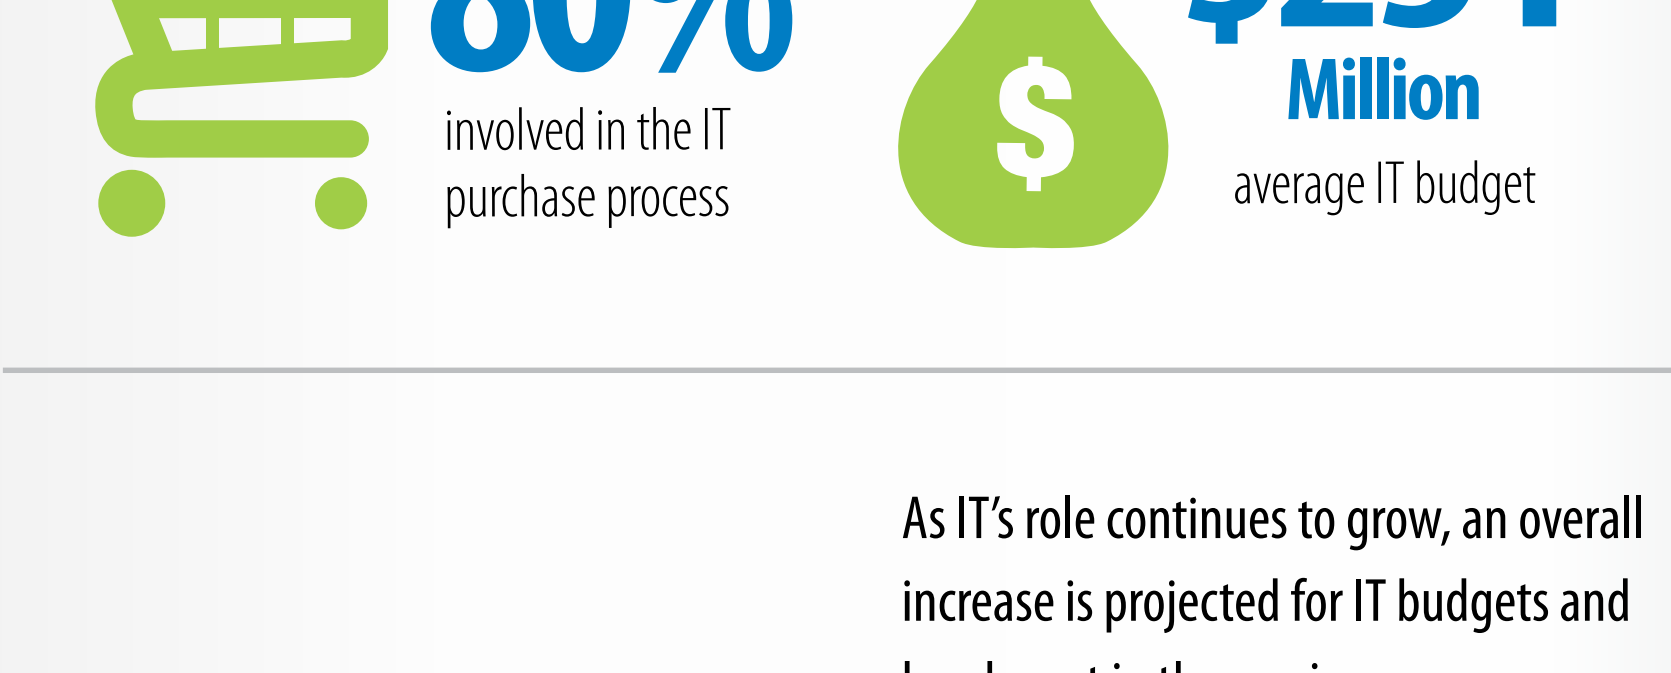 involved in the IT
purchase process
$
Million
average IT budget
As IT’s role continues to grow, an overall
increase is projected for IT budgets and